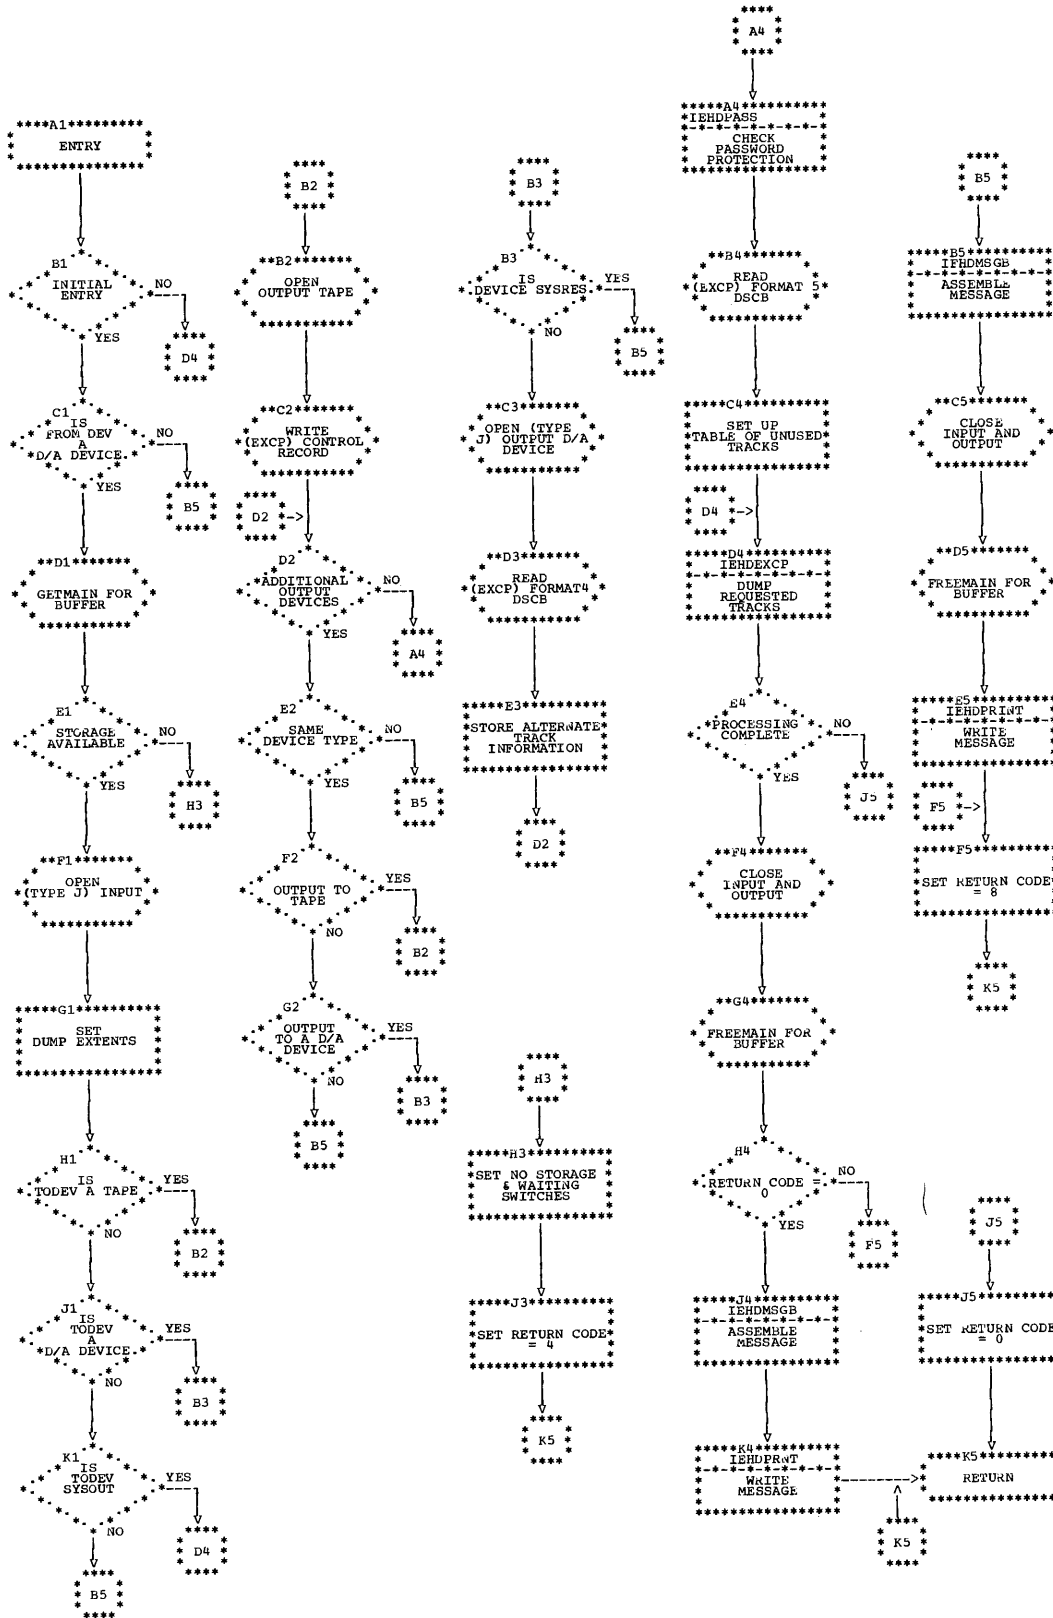 A1
ENTRY
B1
INITIAL
ENTRY
NO
D4
YES
C1
IS
FROM DEV
A
D/A DEVICE
NO
B5
YES
D1
GETMAIN FOR
BUFFER
E1
STORAGE
AVAILABLE
NO
H3
YES
F1
OPEN
(TYPE J) INPUT
G1
SET
DUMP EXTENTS
H1
IS
TODEV A TAPE
YES
B2
NO
J1
IS
TODEV
A
D/A DEVICE
YES
B3
NO
K1
IS
TODEV
SYSOUT
YES
D4
NO
B5
B2
B2
OPEN
OUTPUT TAPE
C2
WRITE
(EXCP) CONTROL
RECORD
D2 -->
D2
ADDITIONAL
OUTPUT
DEVICES
NO
A4
YES
E2
SAME
DEVICE TYPE
NO
B5
YES
F2
OUTPUT TO
TAPE
YES
B2
NO
G2
OUTPUT
TO A D/A
DEVICE
YES
B3
NO
B5
B3
B3
IS
DEVICE SYSRES
YES
B5
NO
C3
OPEN (TYPE
J) OUTPUT D/A
DEVICE
D3
READ
(EXCP) FORMAT4
DSCB
E3
STORE ALTERNATE
TRACK
INFORMATION
D2
H3
H3
SET NO STORAGE
& WAITING
SWITCHES
J3
SET RETURN CODE
= 4
K5
A4
A4
IEHDPASS
CHECK
PASSWORD
PROTECTION
B4
READ
(EXCP) FORMAT 5
DSCB
C4
SET UP
TABLE OF UNUSED
TRACKS
D4 -->
D4
IEHDEXCP
DUMP
REQUESTED
TRACKS
E4
PROCESSING
COMPLETE
NO
J5
YES
F4
CLOSE
INPUT AND
OUTPUT
G4
FREEMAIN FOR
BUFFER
H4
RETURN CODE =
0
NO
F5
YES
J4
IEHDMSGB
ASSEMBLE
MESSAGE
K4
IEHDPRNT
WRITE
MESSAGE
B5
B5
IFHDMSGB
ASSEMBLE
MESSAGE
C5
CLOSE
INPUT AND
OUTPUT
D5
FREEMAIN FOR
BUFFER
E5
IEHDPRINT
WRITE
MESSAGE
F5 -->
F5
SET RETURN CODE
= 8
K5
J5
J5
SET RETURN CODE
= 0
K5
RETURN
K5